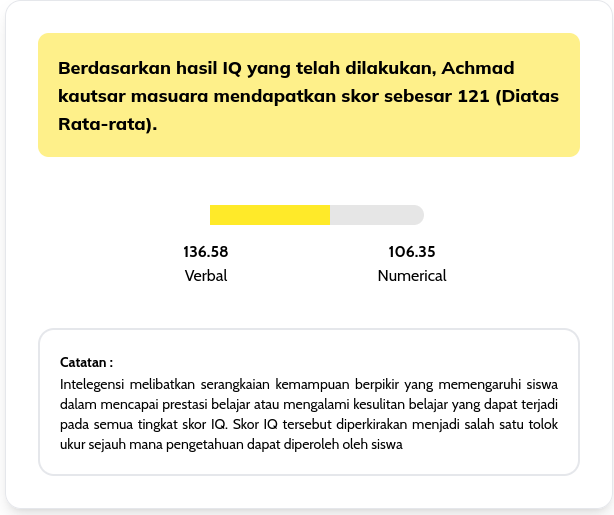 Berdasarkan hasil IQ yang telah dilakukan, Achmad
kautsar masuara mendapatkan skor sebesar 121 (Diatas
Rata-rata).
136.58 106.35
Verbal Numerical
Catatan :
Intelegensi melibatkan serangkaian kemampuan berpikir yang memengaruhi siswa
dalam mencapai prestasi belajar atau mengalami kesulitan belajar yang dapat terjadi
pada semua tingkat skor IQ. Skor IQ tersebut diperkirakan menjadi salah satu tolok
ukur sejauh mana pengetahuan dapat diperoleh oleh siswa